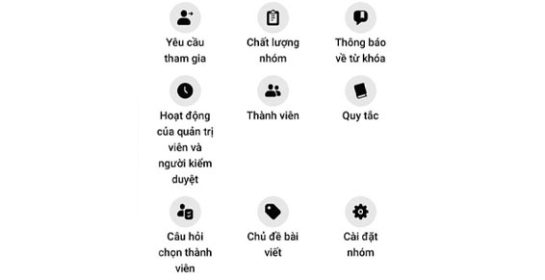 Yêu cầu
tham gia
Chất lượng
nhóm
Thông báo
về từ khóa
Hoạt động
của quản trị
viên và
người kiểm
duyệt
Thành viên
Quy tắc
Câu hỏi
chọn thành
viên
Chủ đề bài
viết
Cài đặt
nhóm